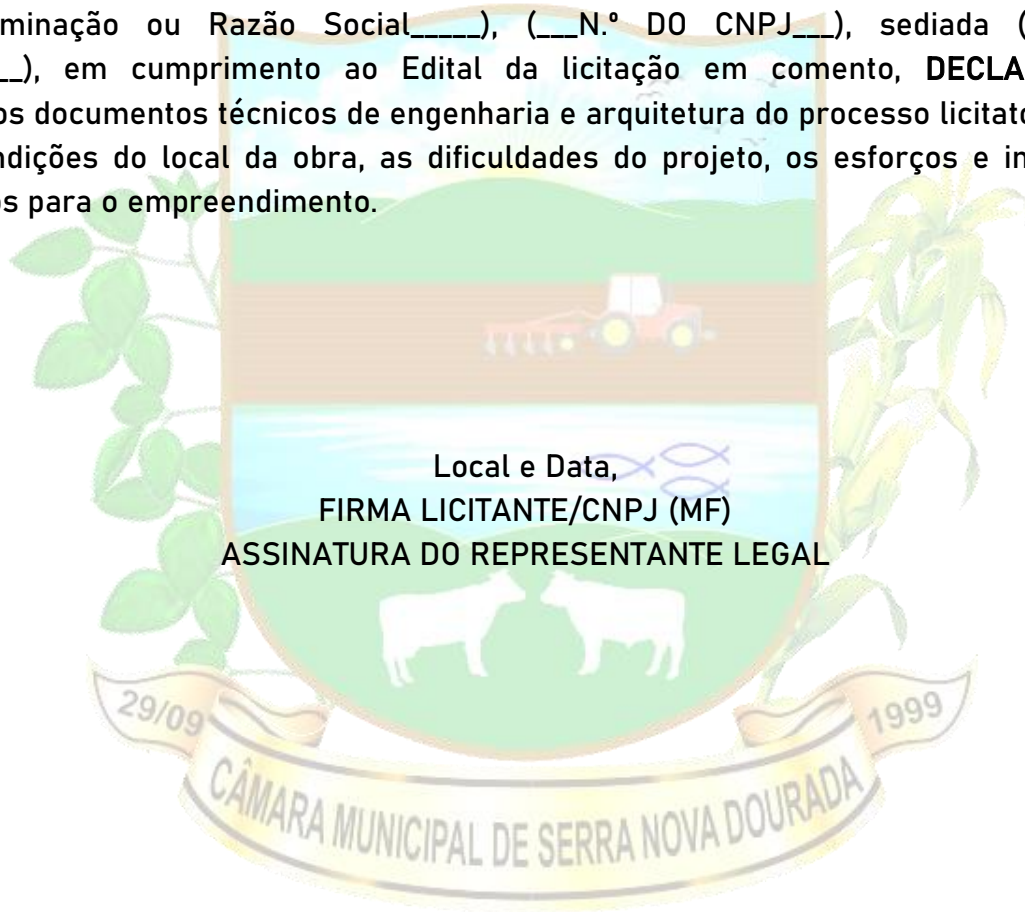 minação ou Razão Social_____), (___N.º DO CNPJ___), sediada (
__), em cumprimento ao Edital da licitação em comento, DECLA
os documentos técnicos de engenharia e arquitetura do processo licitato
ndições do local da obra, as dificuldades do projeto, os esforços e in
os para o empreendimento.
Local e Data,
FIRMA LICITANTE/CNPJ (MF)
ASSINATURA DO REPRESENTANTE LEGAL
29/09
1999
CÂMARA MUNICIPAL DE SERRA NOVA DOURADA